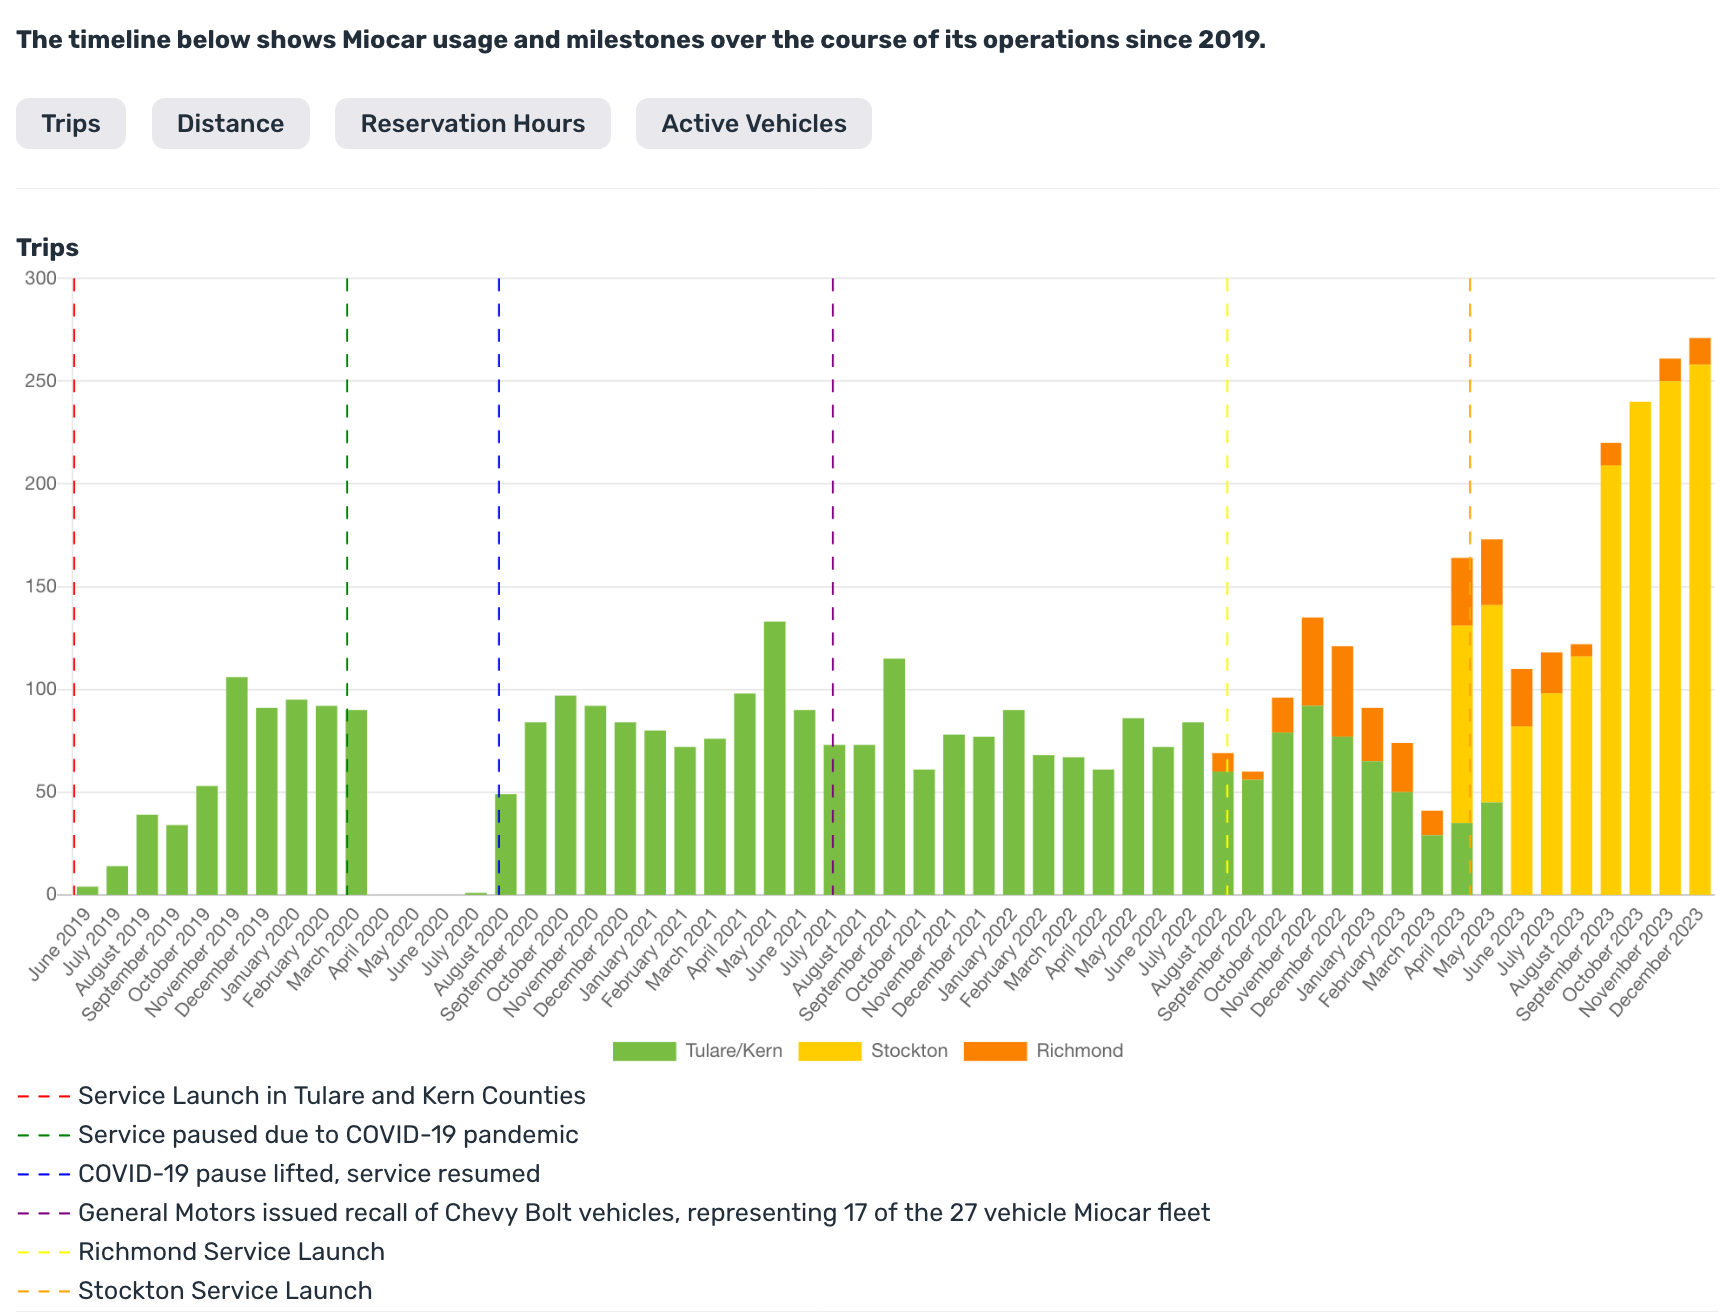 The timeline below shows Miocar usage and milestones over the course of its operations since 2019.
Trips
Distance
Reservation Hours
Active Vehicles
Trips
300
250
200
150
100
50
0
June 2019
July 2019
August 2019
September 2019
October 2019
November 2019
December 2019
January 2020
February 2020
March 2020
April 2020
May 2020
June 2020
July 2020
August 2020
September 2020
October 2020
November 2020
December 2020
January 2021
February 2021
March 2021
April 2021
May 2021
June 2021
July 2021
August 2021
September 2021
October 2021
November 2021
December 2021
January 2022
February 2022
March 2022
April 2022
May 2022
June 2022
July 2022
August 2022
September 2022
October 2022
November 2022
December 2022
January 2023
February 2023
March 2023
April 2023
May 2023
June 2023
July 2023
August 2023
September 2023
October 2023
November 2023
December 2023
Tulare/Kern
Stockton
Richmond
Service Launch in Tulare and Kern Counties
Service paused due to COVID-19 pandemic
COVID-19 pause lifted, service resumed
General Motors issued recall of Chevy Bolt vehicles, representing 17 of the 27 vehicle Miocar fleet
Richmond Service Launch
Stockton Service Launch